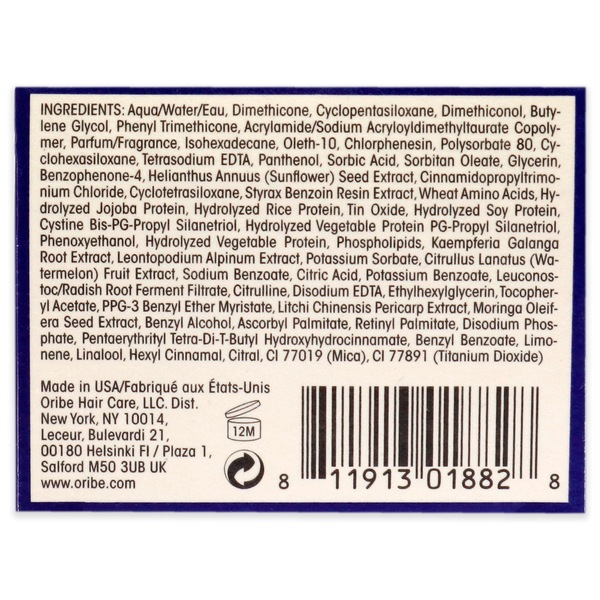 INGREDIENTS: Aqua/Water/Eau, Dimethicone, Cyclopentasiloxane, Dimethiconol, Buty-
lene Glycol, Phenyl Trimethicone, Acrylamide/Sodium Acryloyldimethyltaurate Copoly-
mer, Parfum/Fragrance, Isohexadecane, Oleth-10, Chlorphenesin, Polysorbate 80, Cy-
clohexasiloxane, Tetrasodium EDTA, Panthenol, Sorbic Acid, Sorbitan Oleate, Glycerin,
Benzophenone-4, Helianthus Annuus (Sunflower) Seed Extract, Cinnamidopropyltrimo-
nium Chloride, Cyclotetrasiloxane, Styrax Benzoin Resin Extract, Wheat Amino Acids, Hy-
drolyzed Jojoba Protein, Hydrolyzed Rice Protein, Tin Oxide, Hydrolyzed Soy Protein,
Cystine Bis-PG-Propyl Silanetriol, Hydrolyzed Vegetable Protein PG-Propyl Silanetriol,
Phenoxyethanol, Hydrolyzed Vegetable Protein, Phospholipids, Kaempferia Galanga
Root Extract, Leontopodium Alpinum Extract, Potassium Sorbate, Citrullus Lanatus (Wa-
termelon) Fruit Extract, Sodium Benzoate, Citric Acid, Potassium Benzoate, Leuconos-
toc/Radish Root Ferment Filtrate, Citrulline, Disodium EDTA, Ethylhexylglycerin, Tocopher-
yl Acetate, PPG-3 Benzyl Ether Myristate, Litchi Chinensis Pericarp Extract, Moringa Oleif-
era Seed Extract, Benzyl Alcohol, Ascorbyl Palmitate, Retinyl Palmitate, Disodium Phos-
phate, Pentaerythrityl Tetra-Di-T-Butyl Hydroxyhydrocinnamate, Benzyl Benzoate, Limo-
nene, Linalool, Hexyl Cinnamal, Citral, CI 77019 (Mica), CI 77891 (Titanium Dioxide)
Made in USA/Fabriqué aux États-Unis
Oribe Hair Care, LLC. Dist.
New York, NY 10014,
Leceur, Bulevardi 21,
00180 Helsinki FI / Plaza 1,
Salford M50 3UB UK
www.oribe.com
12M
8 11913 01882 8